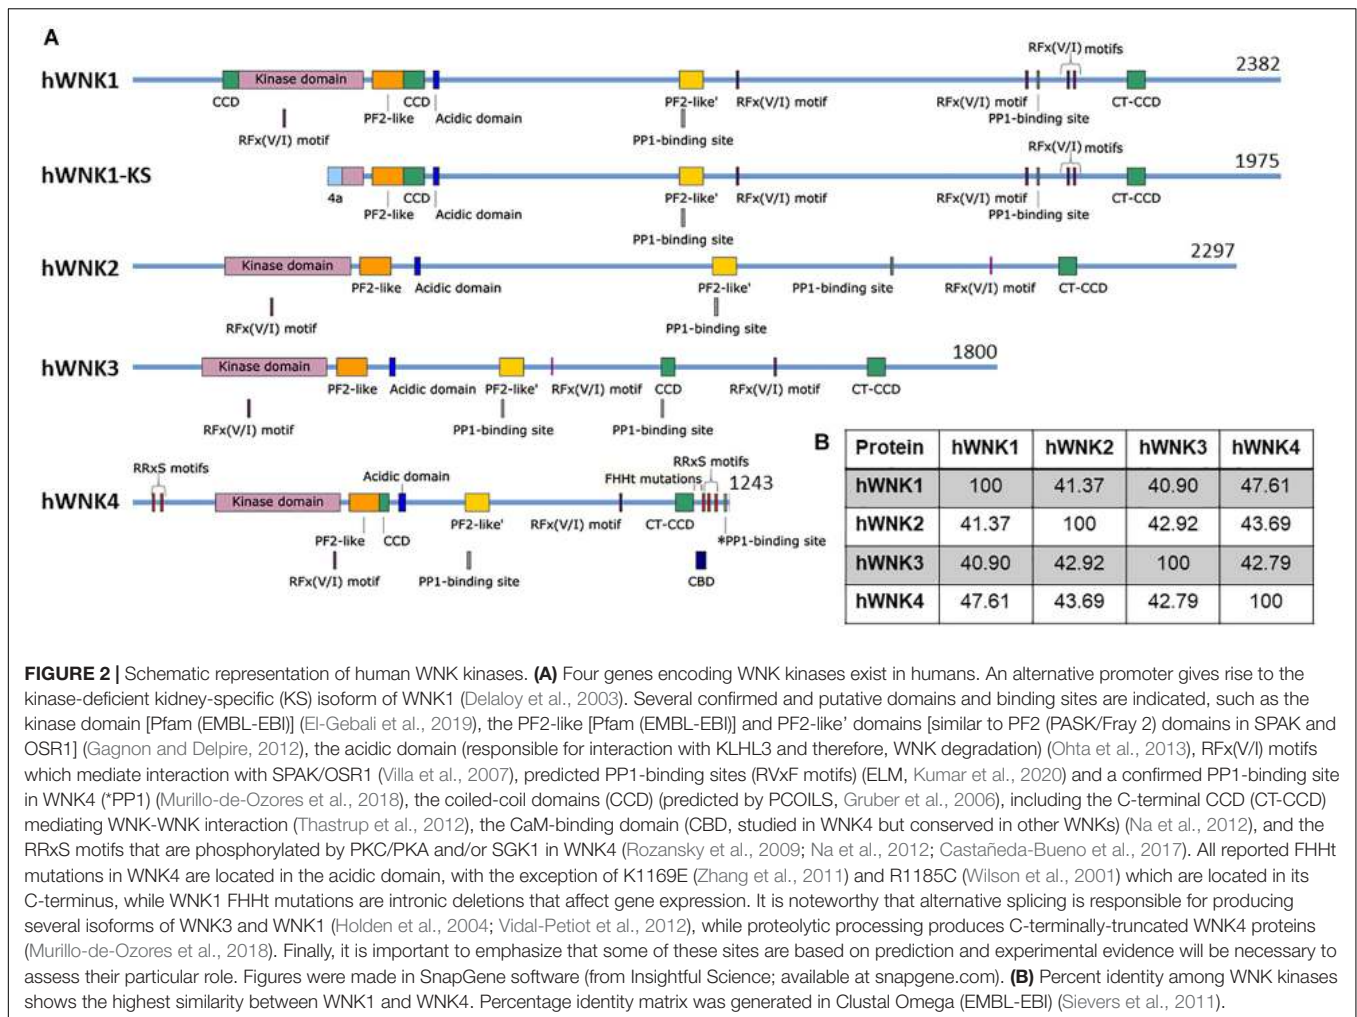 A
hWNK1
Kinase domain
RFx(V/I) motifs
2382
CCD
PF2-like
CCD
Acidic domain
PF2-like'
RFx(V/I) motif
RFx(V/I) motif
PP1-binding site
CT-CCD
RFx(V/I) motif
PP1-binding site
hWNK1-KS
RFx(V/I) motifs
1975
4a
PF2-like
CCD
Acidic domain
PF2-like'
RFx(V/I) motif
RFx(V/I) motif
PP1-binding site
CT-CCD
PP1-binding site
hWNK2
Kinase domain
2297
PF2-like
Acidic domain
PF2-like'
PP1-binding site
RFx(V/I) motif
CT-CCD
RFx(V/I) motif
PP1-binding site
hWNK3
Kinase domain
1800
PF2-like
Acidic domain
PF2-like'
RFx(V/I) motif
CCD
RFx(V/I) motif
CT-CCD
RFx(V/I) motif
PP1-binding site
PP1-binding site
hWNK4
RRxS motifs
Kinase domain
Acidic domain
FHHt mutations
RRxS motifs
1243
PF2-like
CCD
PF2-like'
RFx(V/I) motif
CT-CCD
*PP1-binding site
RFx(V/I) motif
PP1-binding site
CBD
B
Protein hWNK1 hWNK2 hWNK3 hWNK4
hWNK1 100 41.37 40.90 47.61
hWNK2 41.37 100 42.92 43.69
hWNK3 40.90 42.92 100 42.79
hWNK4 47.61 43.69 42.79 100
FIGURE 2 | Schematic representation of human WNK kinases. (A) Four genes encoding WNK kinases exist in humans. An alternative promoter gives rise to the
kinase-deficient kidney-specific (KS) isoform of WNK1 (Delaloy et al., 2003). Several confirmed and putative domains and binding sites are indicated, such as the
kinase domain [Pfam (EMBL-EBI)] (El-Gebali et al., 2019), the PF2-like [Pfam (EMBL-EBI)] and PF2-like’ domains [similar to PF2 (PASK/Fray 2) domains in SPAK and
OSR1] (Gagnon and Delpire, 2012), the acidic domain (responsible for interaction with KLHL3 and therefore, WNK degradation) (Ohta et al., 2013), RFx(V/I) motifs
which mediate interaction with SPAK/OSR1 (Villa et al., 2007), predicted PP1-binding sites (RVxF motifs) (ELM, Kumar et al., 2020) and a confirmed PP1-binding site
in WNK4 (*PP1) (Murillo-de-Ozores et al., 2018), the coiled-coil domains (CCD) (predicted by PCOILS, Gruber et al., 2006), including the C-terminal CCD (CT-CCD)
mediating WNK-WNK interaction (Thastrup et al., 2012), the CaM-binding domain (CBD, studied in WNK4 but conserved in other WNKs) (Na et al., 2012), and the
RRxS motifs that are phosphorylated by PKC/PKA and/or SGK1 in WNK4 (Rozansky et al., 2009; Na et al., 2012; Castañeda-Bueno et al., 2017). All reported FHHt
mutations in WNK4 are located in the acidic domain, with the exception of K1169E (Zhang et al., 2011) and R1185C (Wilson et al., 2001) which are located in its
C-terminus, while WNK1 FHHt mutations are intronic deletions that affect gene expression. It is noteworthy that alternative splicing is responsible for producing
several isoforms of WNK3 and WNK1 (Holden et al., 2004; Vidal-Petiot et al., 2012), while proteolytic processing produces C-terminally-truncated WNK4 proteins
(Murillo-de-Ozores et al., 2018). Finally, it is important to emphasize that some of these sites are based on prediction and experimental evidence will be necessary to
assess their particular role. Figures were made in SnapGene software (from Insightful Science; available at snapgene.com). (B) Percent identity among WNK kinases
shows the highest similarity between WNK1 and WNK4. Percentage identity matrix was generated in Clustal Omega (EMBL-EBI) (Sievers et al., 2011).